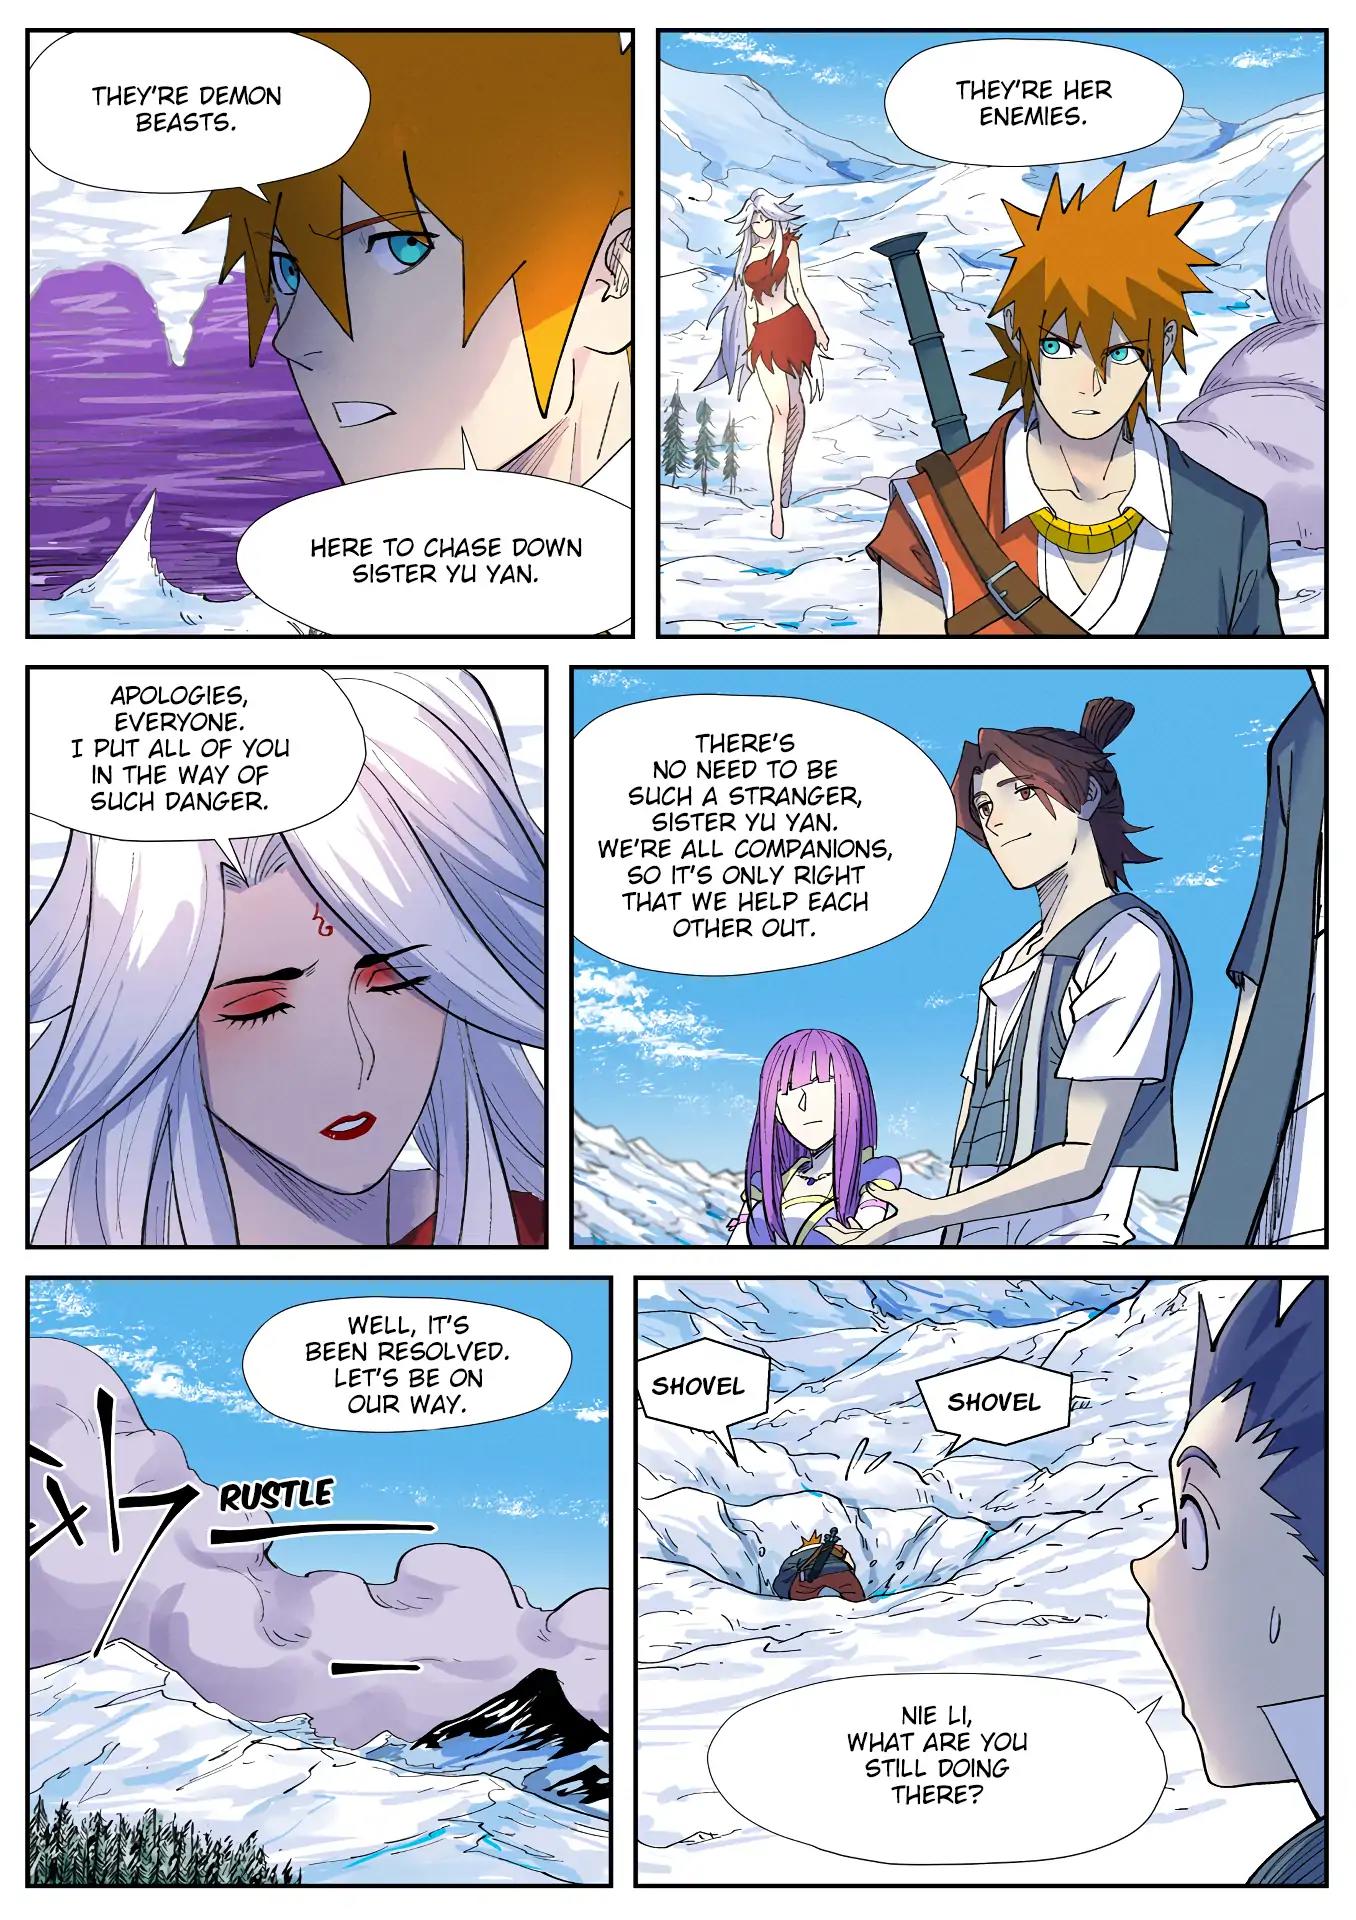 THEY'RE DEMON
BEASTS.
HERE TO CHASE DOWN
SISTER YU YAN.
THEY'RE HER
ENEMIES.
APOLOGIES,
EVERYONE.
I PUT ALL OF YOU
IN THE WAY OF
SUCH DANGER.
THERE'S
NO NEED TO BE
SUCH A STRANGER,
SISTER YU YAN.
WE'RE ALL COMPANIONS,
SO IT'S ONLY RIGHT
THAT WE HELP EACH
OTHER OUT.
WELL, IT'S
BEEN RESOLVED.
LET'S BE ON
OUR WAY.
RUSTLE
SHOVEL
SHOVEL
NIE LI,
WHAT ARE YOU
STILL DOING
THERE?